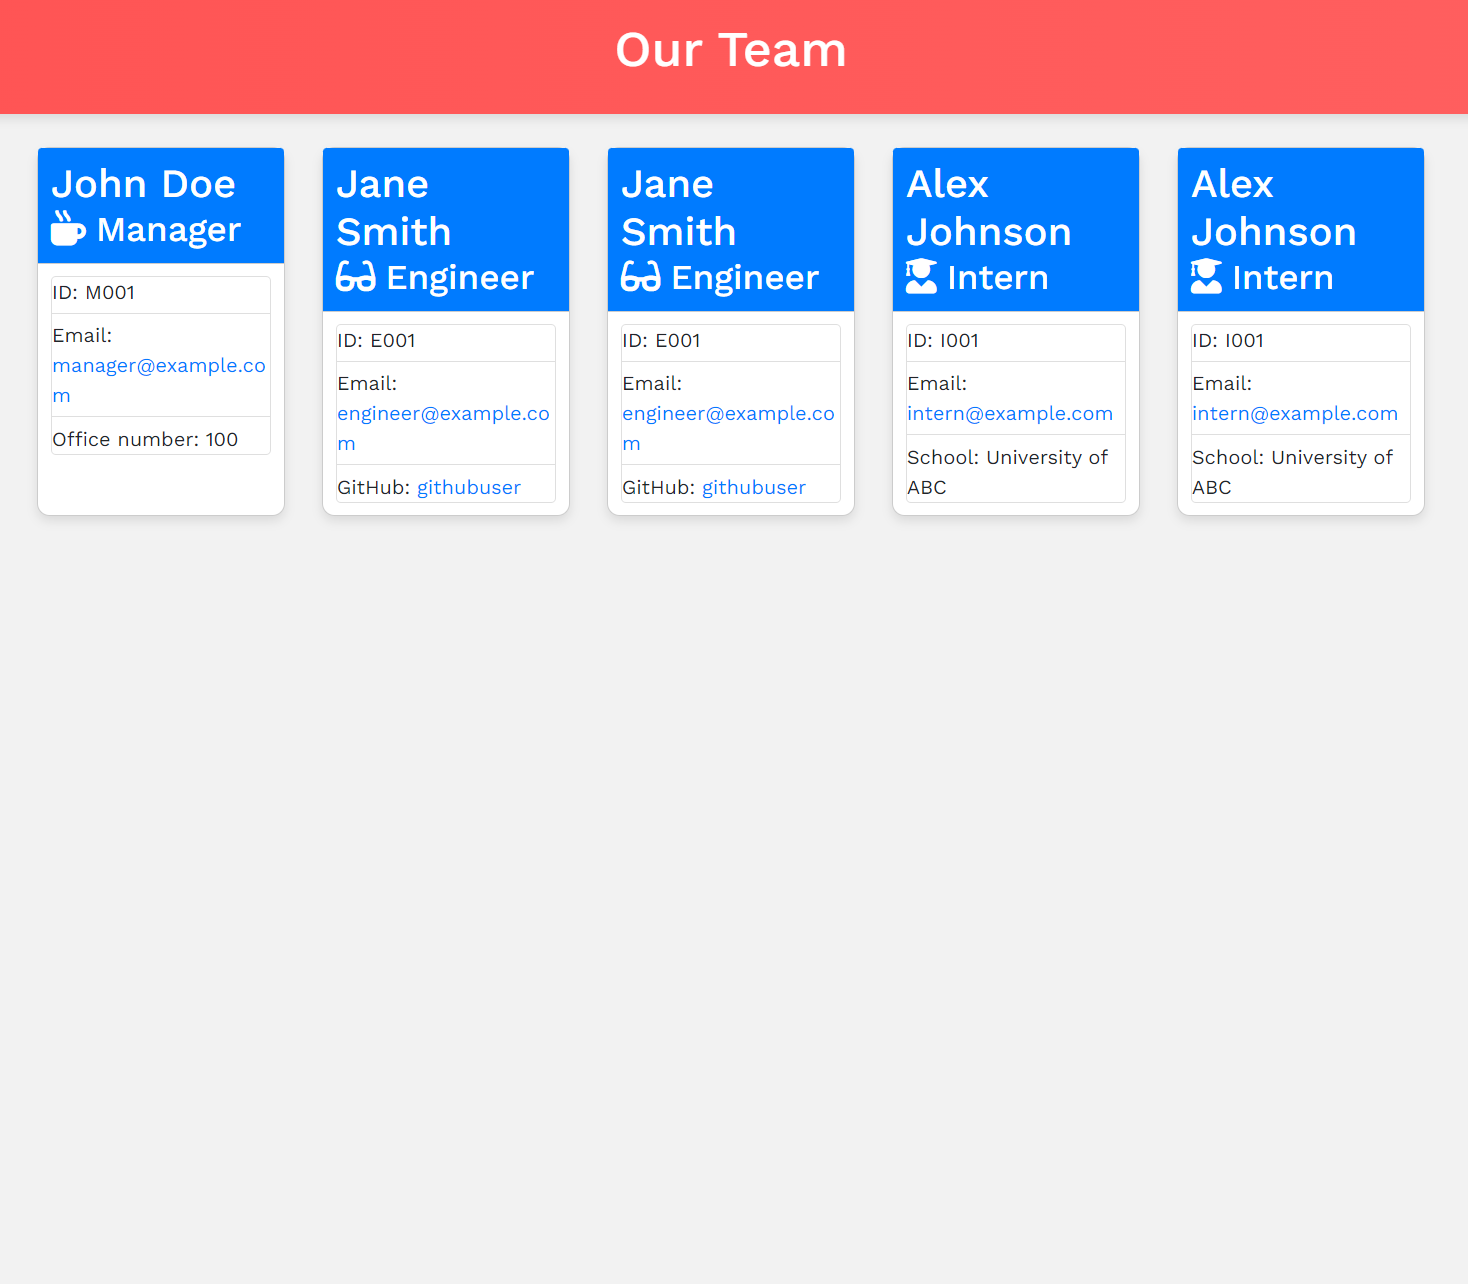 Our Team
John Doe
Manager
ID: M001
Email:
manager@example.co
m
Office number: 100
Jane
Smith
Engineer
ID: E001
Email:
engineer@example.co
m
GitHub: githubuser
Jane
Smith
Engineer
ID: E001
Email:
engineer@example.co
m
GitHub: githubuser
Alex
Johnson
Intern
ID: I001
Email:
intern@example.com
School: University of
ABC
Alex
Johnson
Intern
ID: I001
Email:
intern@example.com
School: University of
ABC